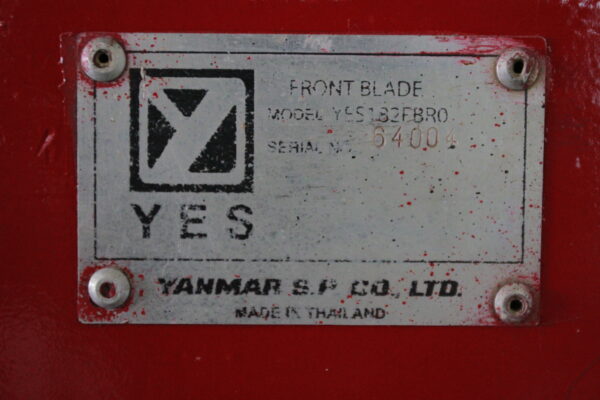 FRONT BLADE
MODEL YES182FBR0
SERIAL NO. 64004
YES
YANMAR S.P. CO., LTD.
MADE IN THAILAND